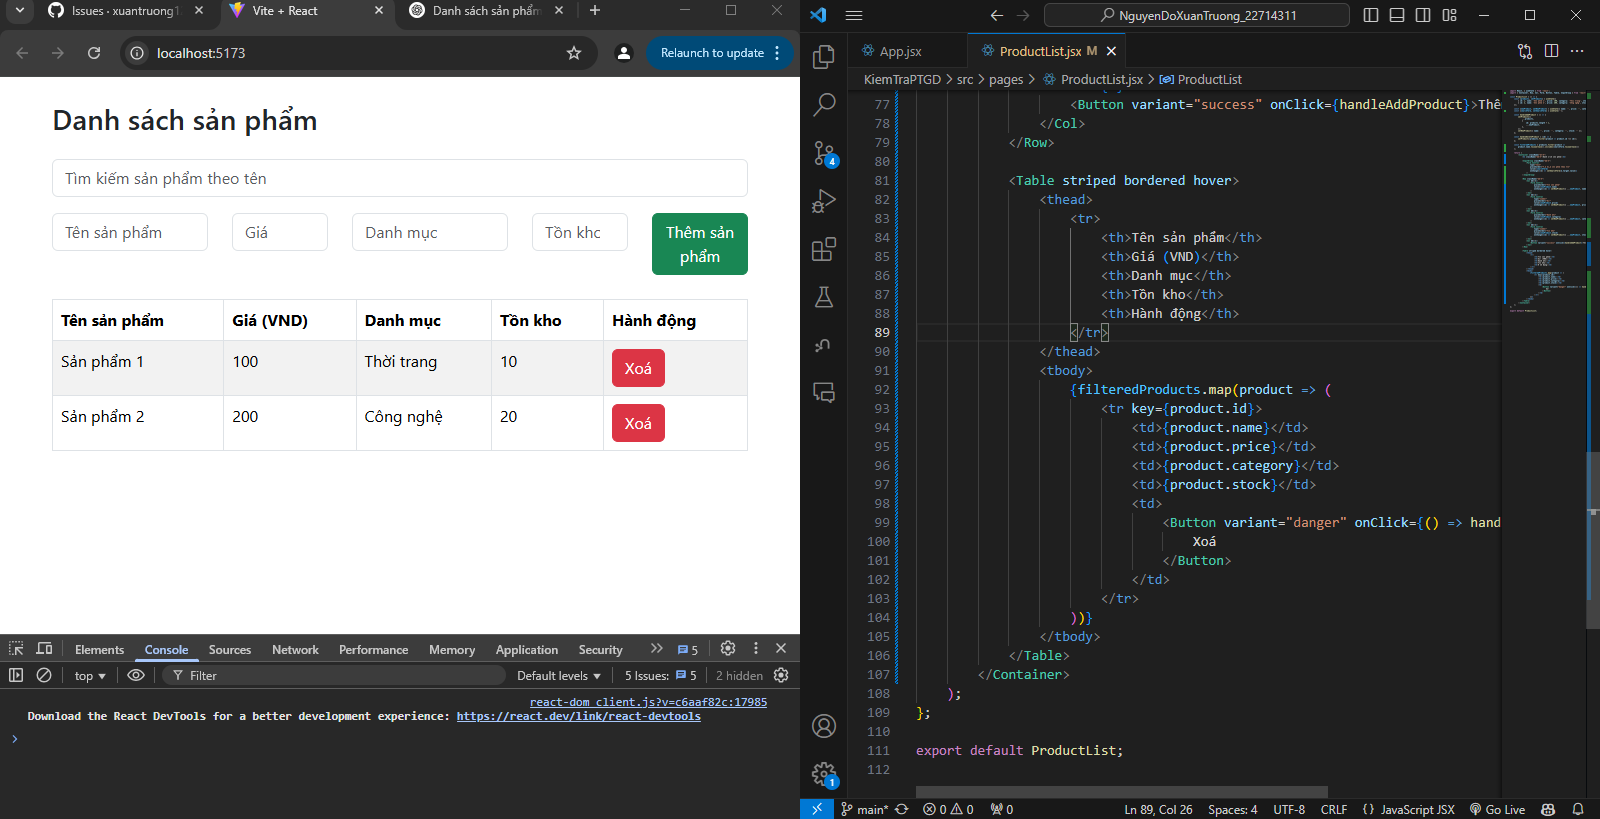 Issues · xuantruong1
Vite + React
Danh sách sản phẩm
localhost:5173
Relaunch to update
Danh sách sản phẩm
Tìm kiếm sản phẩm theo tên
Tên sản phẩm
Giá
Danh mục
Tồn khc
Thêm sản
phẩm
Tên sản phẩm Giá (VND) Danh mục Tồn kho Hành động
Sản phẩm 1 100 Thời trang 10 Xoá
Sản phẩm 2 200 Công nghệ 20 Xoá
Elements Console Sources Network Performance Memory Application Security 5
top Filter Default levels 5 Issues: 5 2 hidden
react-dom client.js?v=c6aaf82c:17985
Download the React DevTools for a better development experience: https://react.dev/link/react-devtools
NguyenDoXuanTruong_22714311
App.jsx
ProductList.jsx M
KiemTraPTGD > src > pages > ProductList.jsx > ProductList
77 <Button variant="success" onClick={handleAddProduct}>Thê
78 </Col>
79 </Row>
80
81 <Table striped bordered hover>
82 <thead>
83 <tr>
84 <th>Tên sản phẩm</th>
85 <th>Giá (VND)</th>
86 <th>Danh mục</th>
87 <th>Tồn kho</th>
88 <th>Hành động</th>
89 </tr>
90 </thead>
91 <tbody>
92 {filteredProducts.map(product => (
93 <tr key={product.id}>
94 <td>{product.name}</td>
95 <td>{product.price}</td>
96 <td>{product.category}</td>
97 <td>{product.stock}</td>
98 <td>
99 <Button variant="danger" onClick={() => hand
100 Xoá
101 </Button>
102 </td>
103 </tr>
104 ))}
105 </tbody>
106 </Table>
107 </Container>
108 );
109 };
110
111 export default ProductList;
112
4
1
main* 0 0 0 Ln 89, Col 26 Spaces: 4 UTF-8 CRLF {} JavaScript JSX Go Live